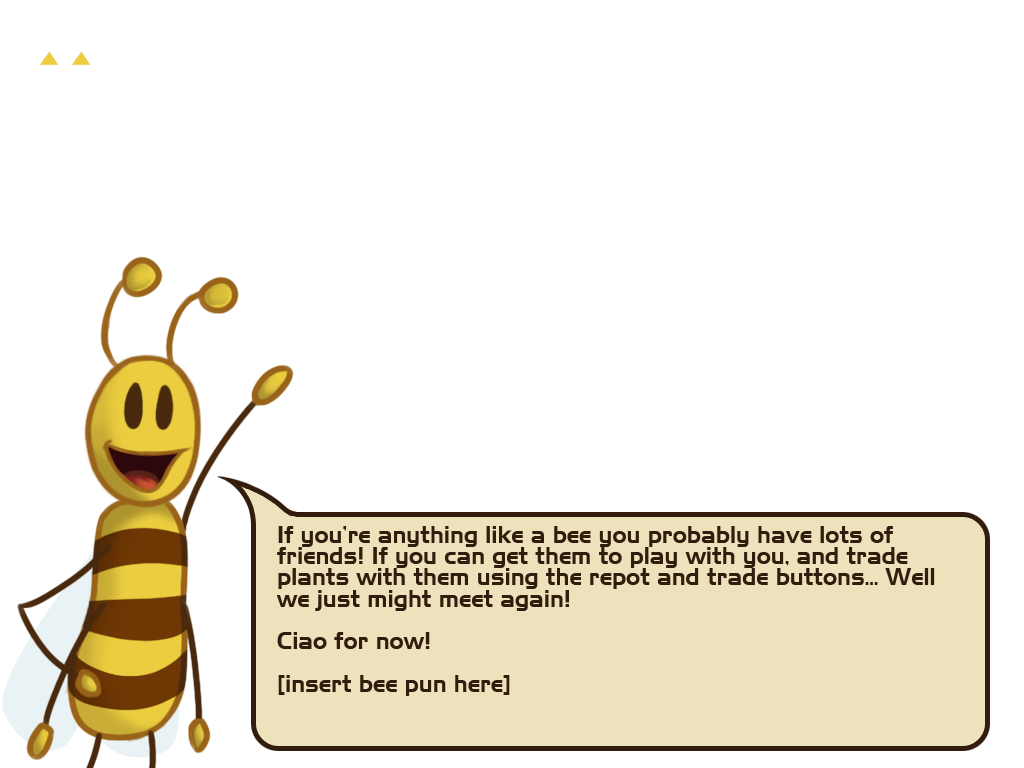 If you're anything like a bee you probably have lots of
friends! If you can get them to play with you, and trade
plants with them using the repot and trade buttons... Well
we just might meet again!
Ciao for now!
[insert bee pun here]